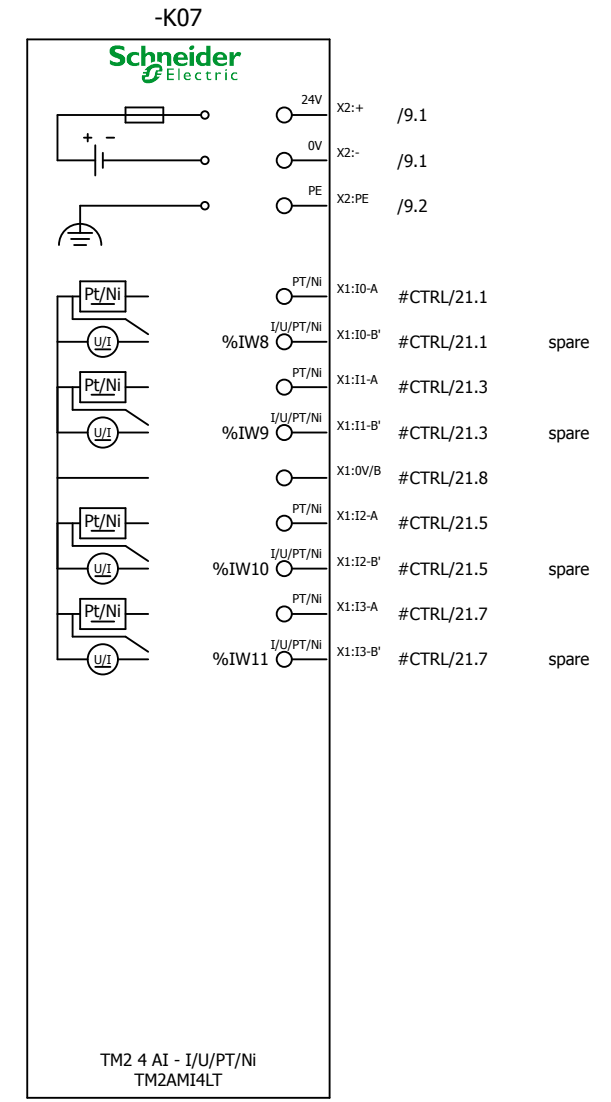 -K07
Schneider
Electric
24V X2:+ /9.1
+ - 0V X2:- /9.1
PE X2:PE /9.2
Pt/Ni PT/Ni X1:I0-A #CTRL/21.1
U/I %IW8 I/U/PT/Ni X1:I0-B' #CTRL/21.1 spare
Pt/Ni PT/Ni X1:I1-A #CTRL/21.3
U/I %IW9 I/U/PT/Ni X1:I1-B' #CTRL/21.3 spare
X1:0V/B #CTRL/21.8
Pt/Ni PT/Ni X1:I2-A #CTRL/21.5
U/I %IW10 I/U/PT/Ni X1:I2-B' #CTRL/21.5 spare
Pt/Ni PT/Ni X1:I3-A #CTRL/21.7
U/I %IW11 I/U/PT/Ni X1:I3-B' #CTRL/21.7 spare
TM2 4 AI - I/U/PT/Ni
TM2AMI4LT